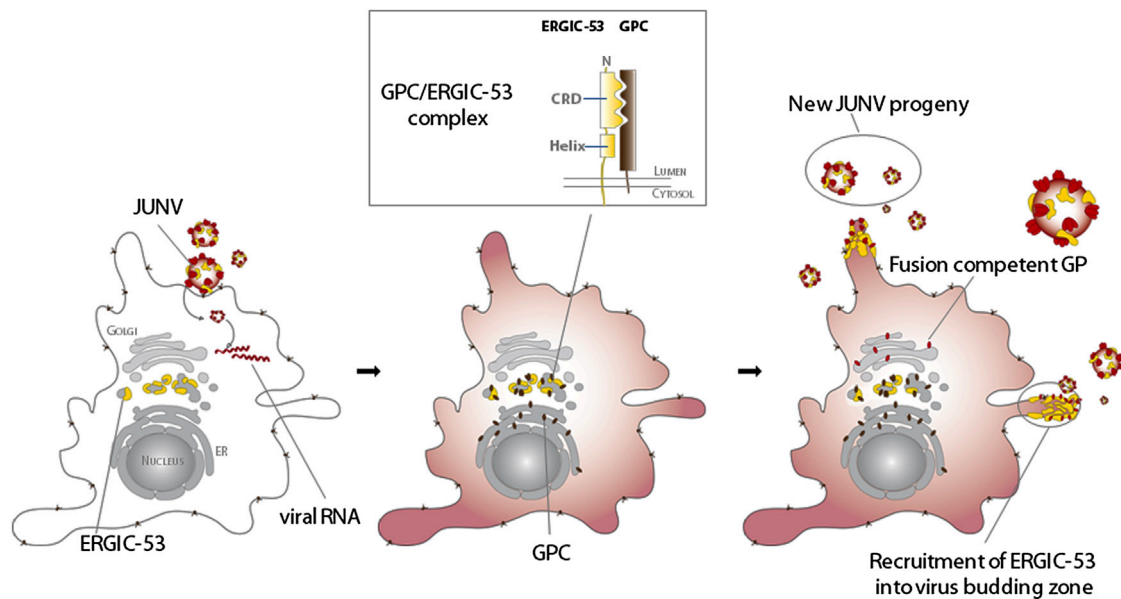 ERGIC-53 GPC
N
GPC/ERGIC-53
complex
CRD
Helix
LUMEN
CYTOSOL
JUNV
GOLGI
NUCLEUS
ER
viral RNA
ERGIC-53
GPC
New JUNV progeny
Fusion competent GP
Recruitment of ERGIC-53
into virus budding zone